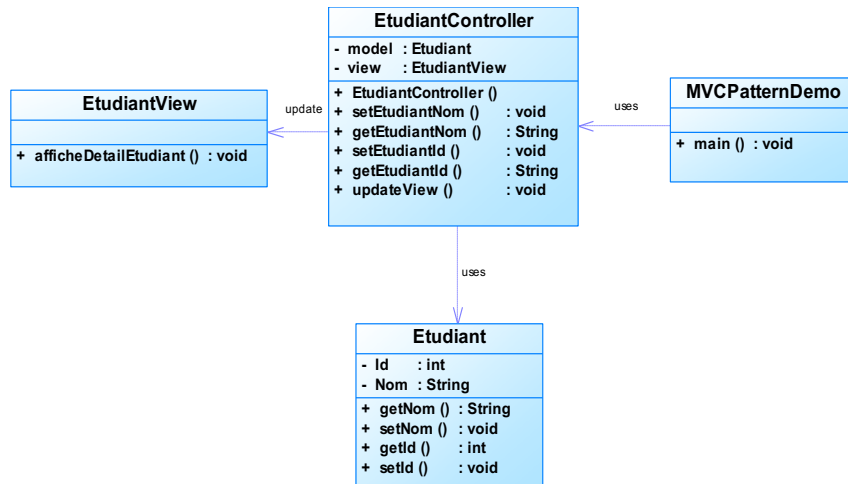 EtudiantController
- model : Etudiant
- view : EtudiantView
+ EtudiantController ()
+ setEtudiantNom () : void
+ getEtudiantNom () : String
+ setEtudiantId () : void
+ getEtudiantId () : String
+ updateView () : void
EtudiantView
+ afficheDetailEtudiant () : void
update
uses
MVCPatternDemo
+ main () : void
uses
Etudiant
- Id : int
- Nom : String
+ getNom () : String
+ setNom () : void
+ getId () : int
+ setId () : void